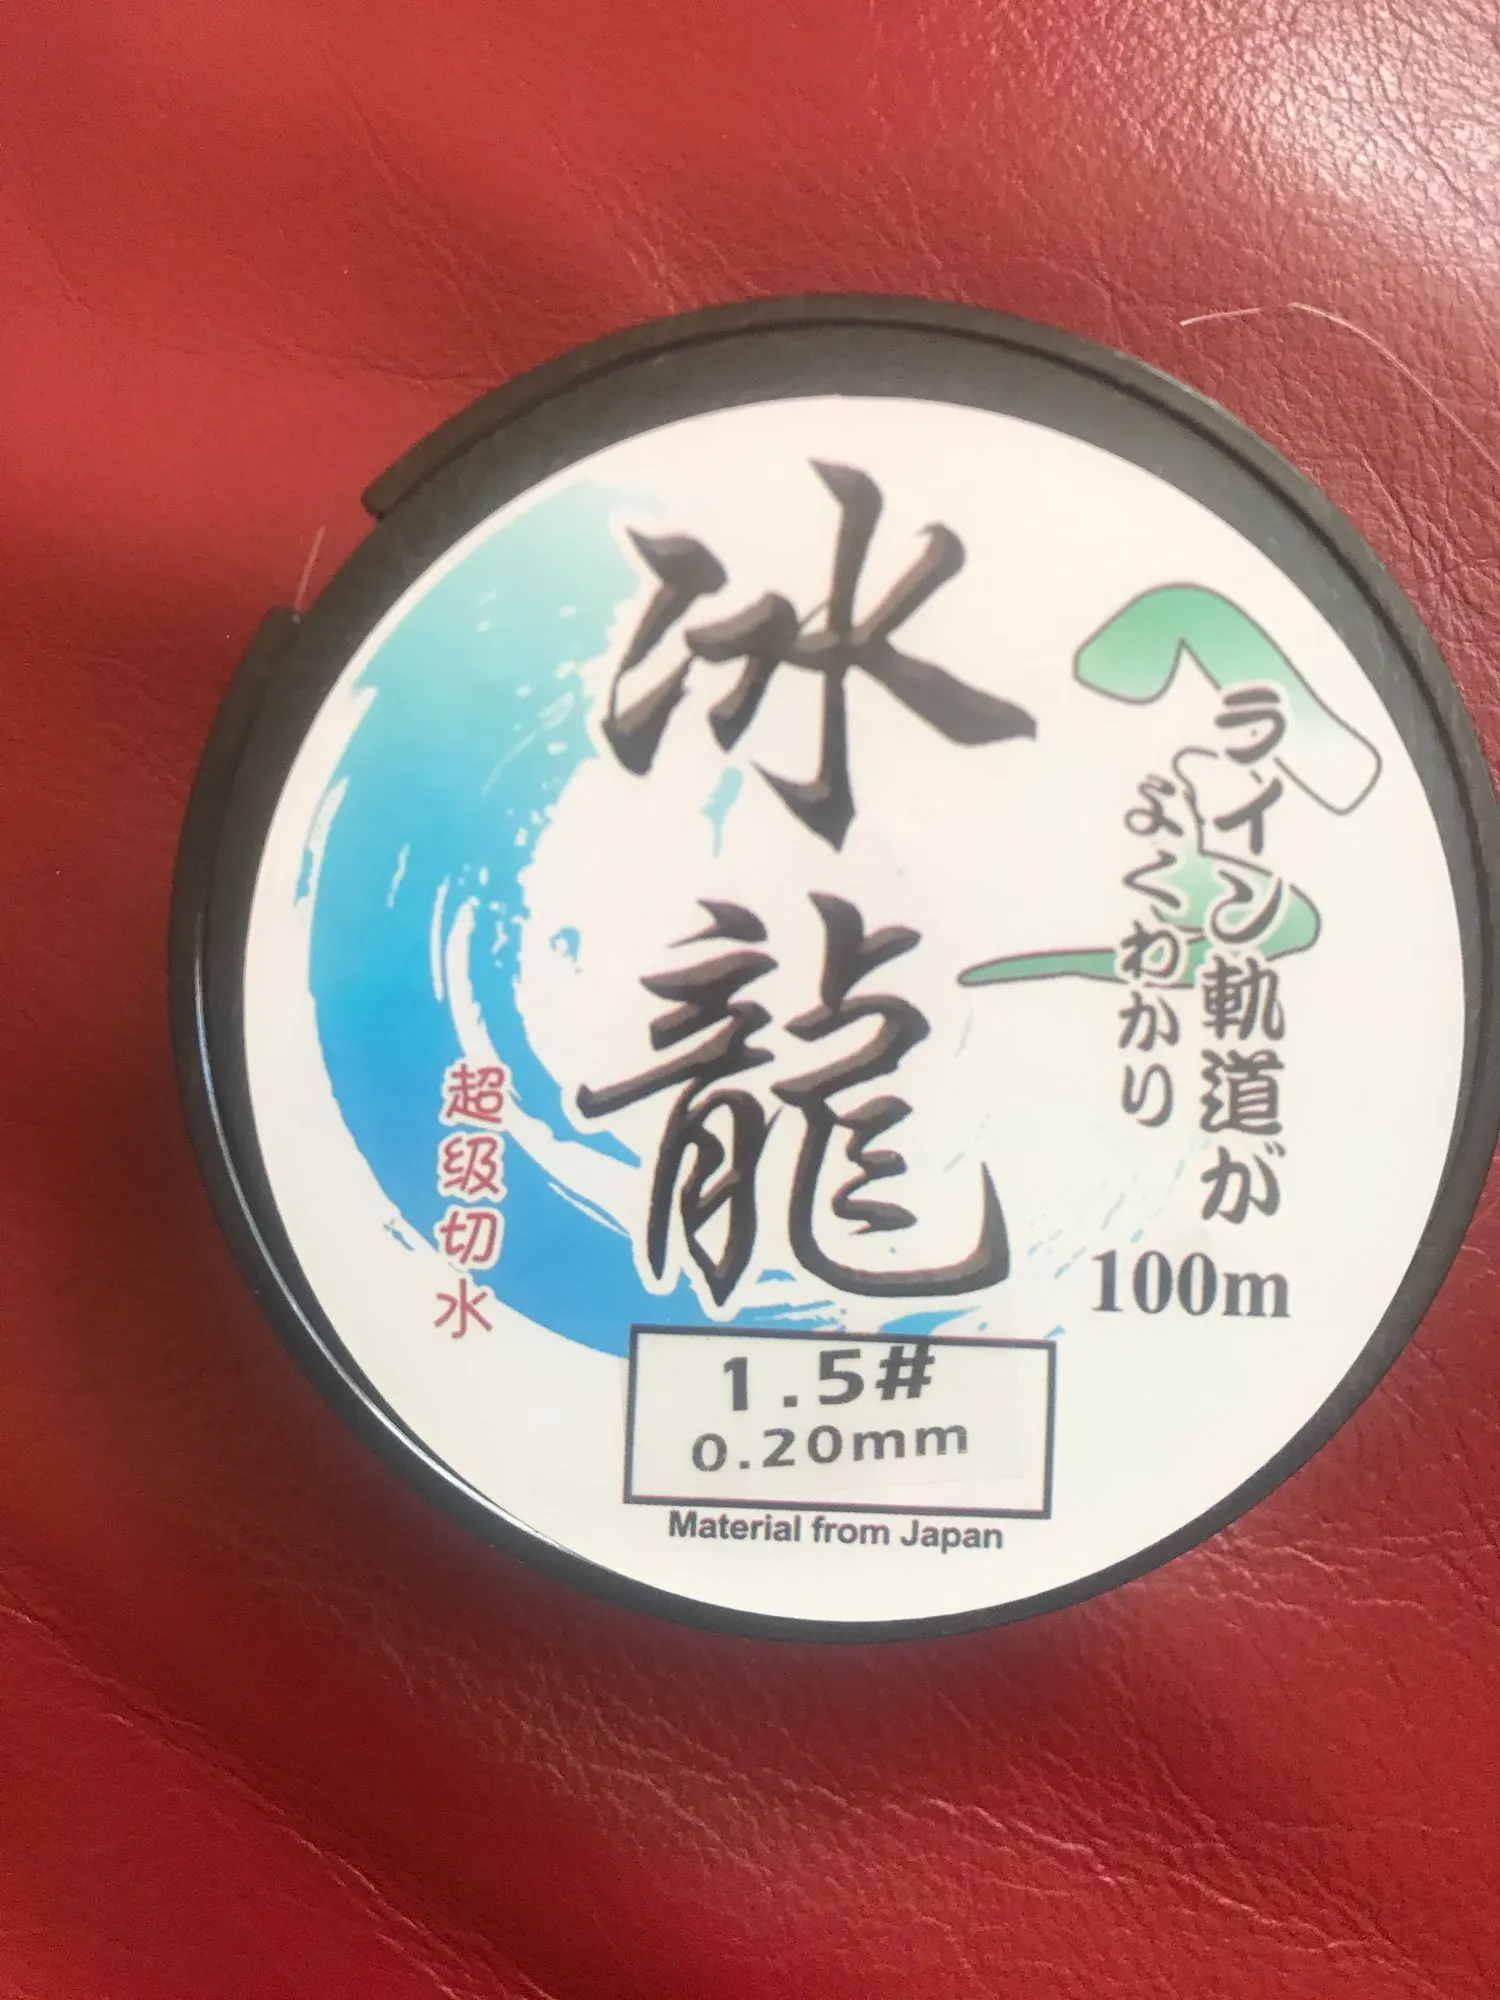 冰龍
ライン軌道が
よくわかり
超级切水
100m
1.5#
0.20mm
Material from Japan